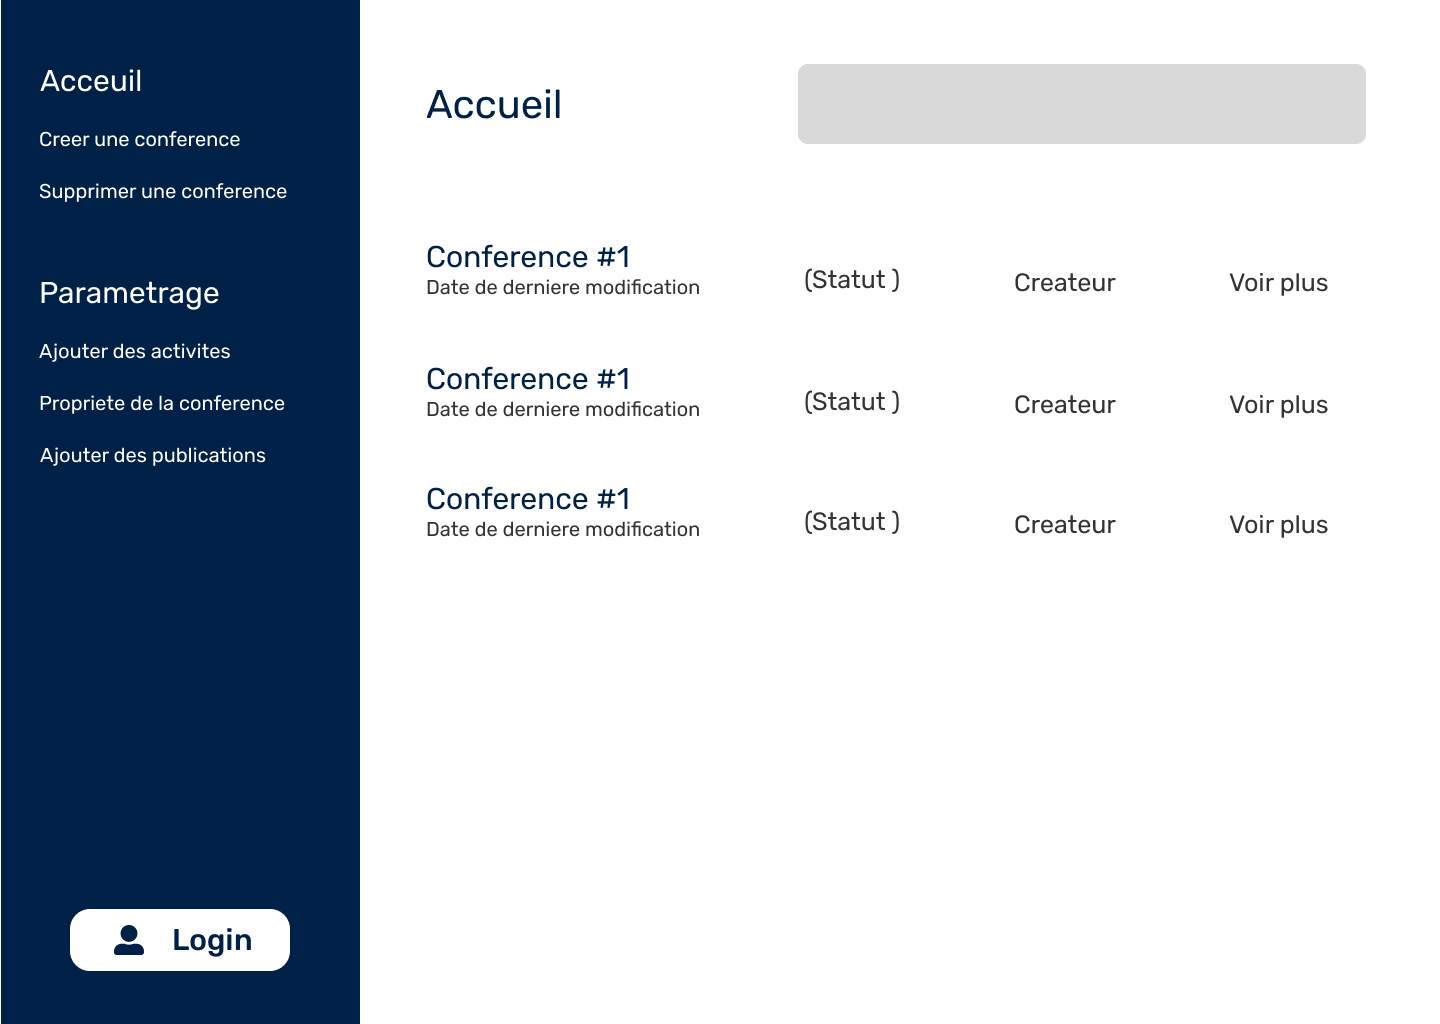 Acceuil
Creer une conference
Supprimer une conference
Parametrage
Ajouter des activites
Propriete de la conference
Ajouter des publications
Login
Accueil
Conference #1
Date de derniere modification
(Statut )
Createur
Voir plus
Conference #1
Date de derniere modification
(Statut )
Createur
Voir plus
Conference #1
Date de derniere modification
(Statut )
Createur
Voir plus